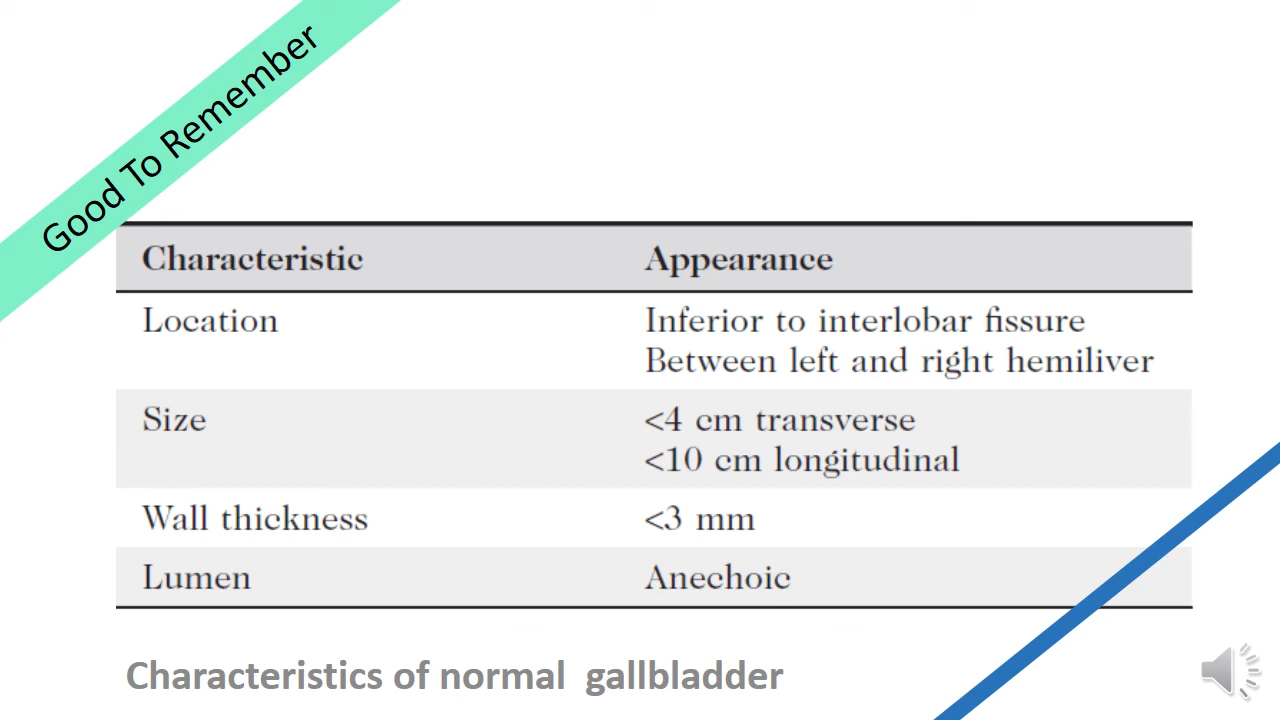 Good To Remember
Characteristic Appearance
Location Inferior to interlobar fissure
Between left and right hemiliver
Size <4 cm transverse
<10 cm longitudinal
Wall thickness <3 mm
Lumen Anechoic
Characteristics of normal gallbladder